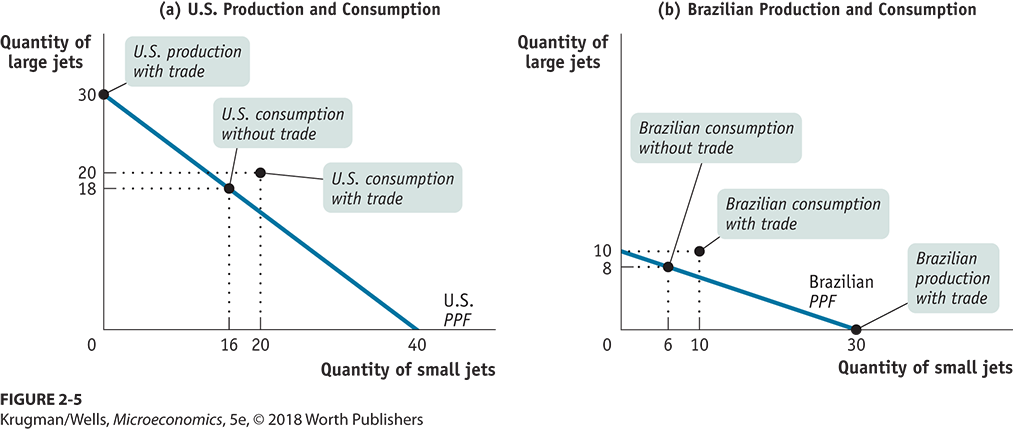 (a) U.S. Production and Consumption
Quantity of
large jets
U.S. production
with trade
30
U.S. consumption
without trade
20
18
U.S. consumption
with trade
U.S.
PPF
0
16
20
40
Quantity of small jets
(b) Brazilian Production and Consumption
Quantity of
large jets
Brazilian consumption
without trade
Brazilian consumption
with trade
10
8
Brazilian
PPF
Brazilian
production
with trade
0
6
10
30
Quantity of small jets
FIGURE 2-5
Krugman/Wells, Microeconomics, 5e, © 2018 Worth Publishers